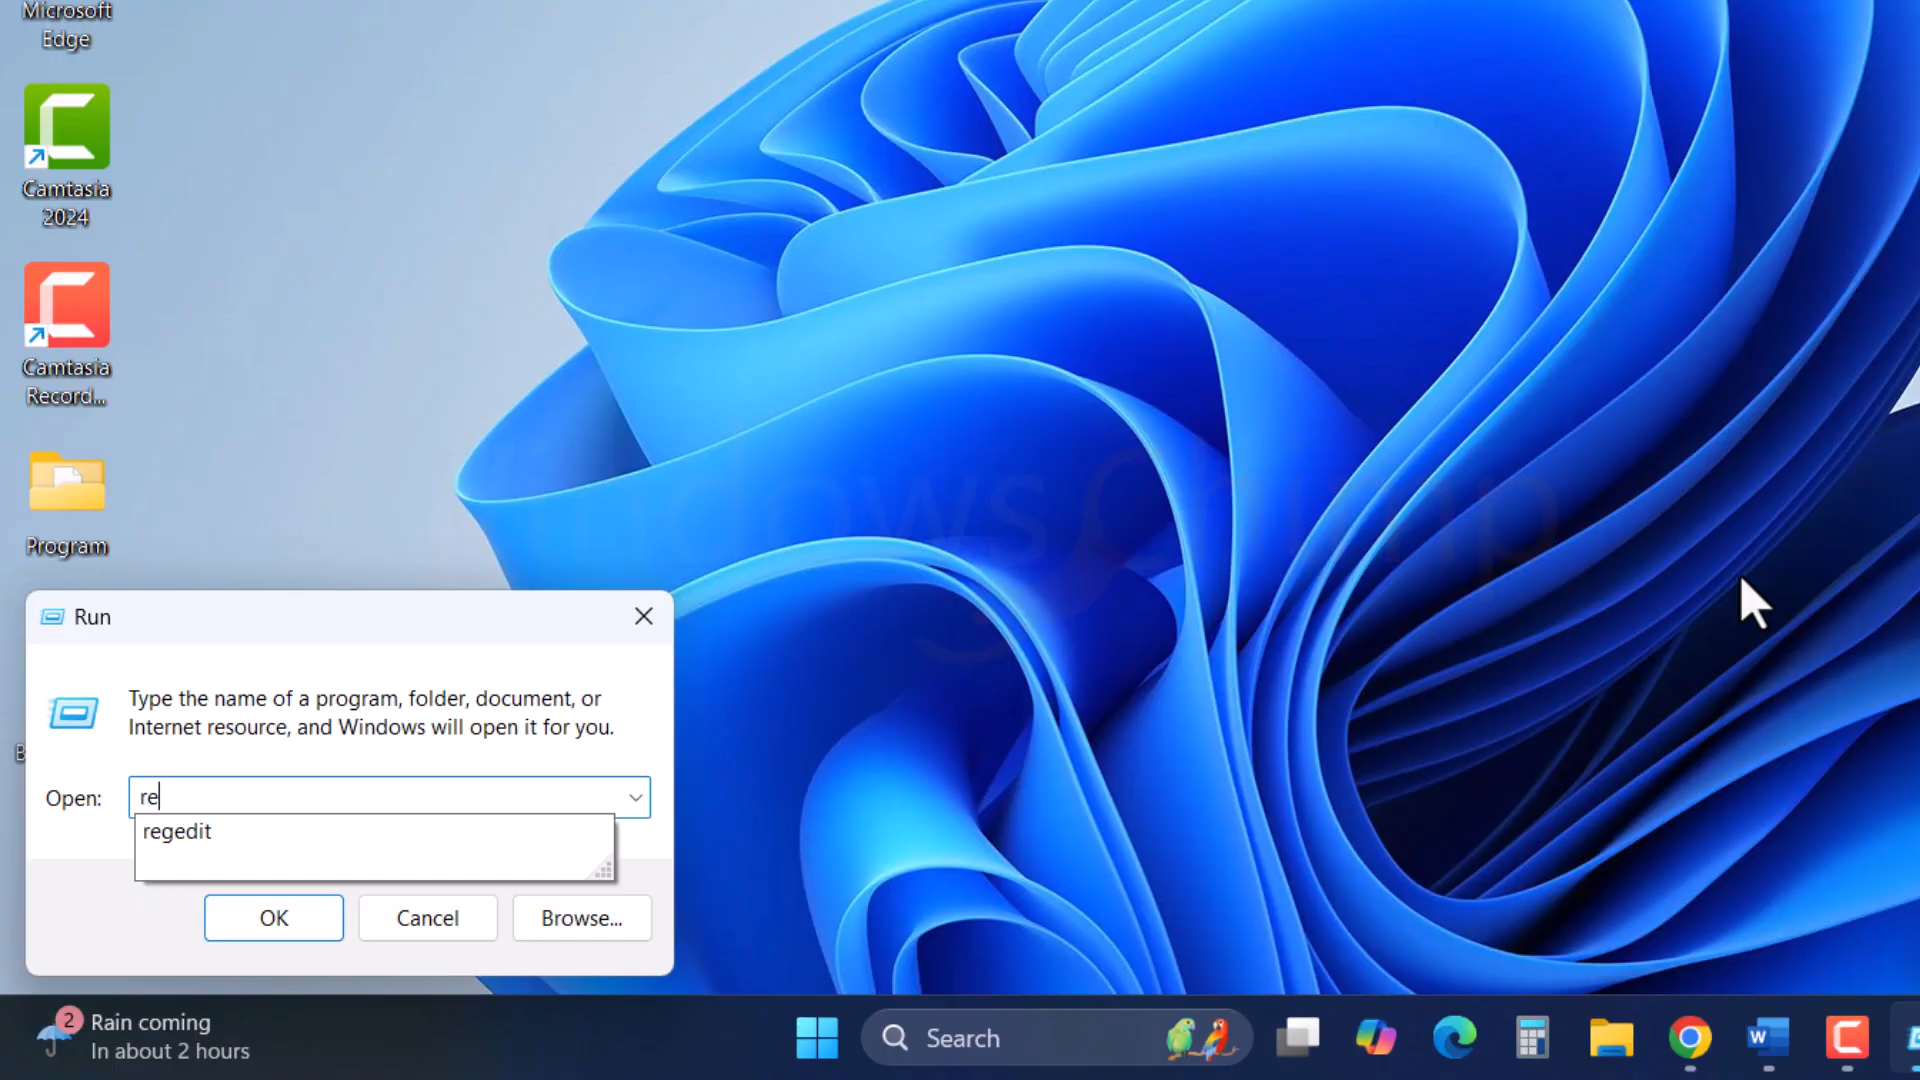 Microsoft
Edge
Camtasia
2024
Camtasia
Record...
Program
Run
Type the name of a program, folder, document, or
Internet resource, and Windows will open it for you.
Open:
re
regedit
OK
Cancel
Browse...
2
Rain coming
In about 2 hours
Search